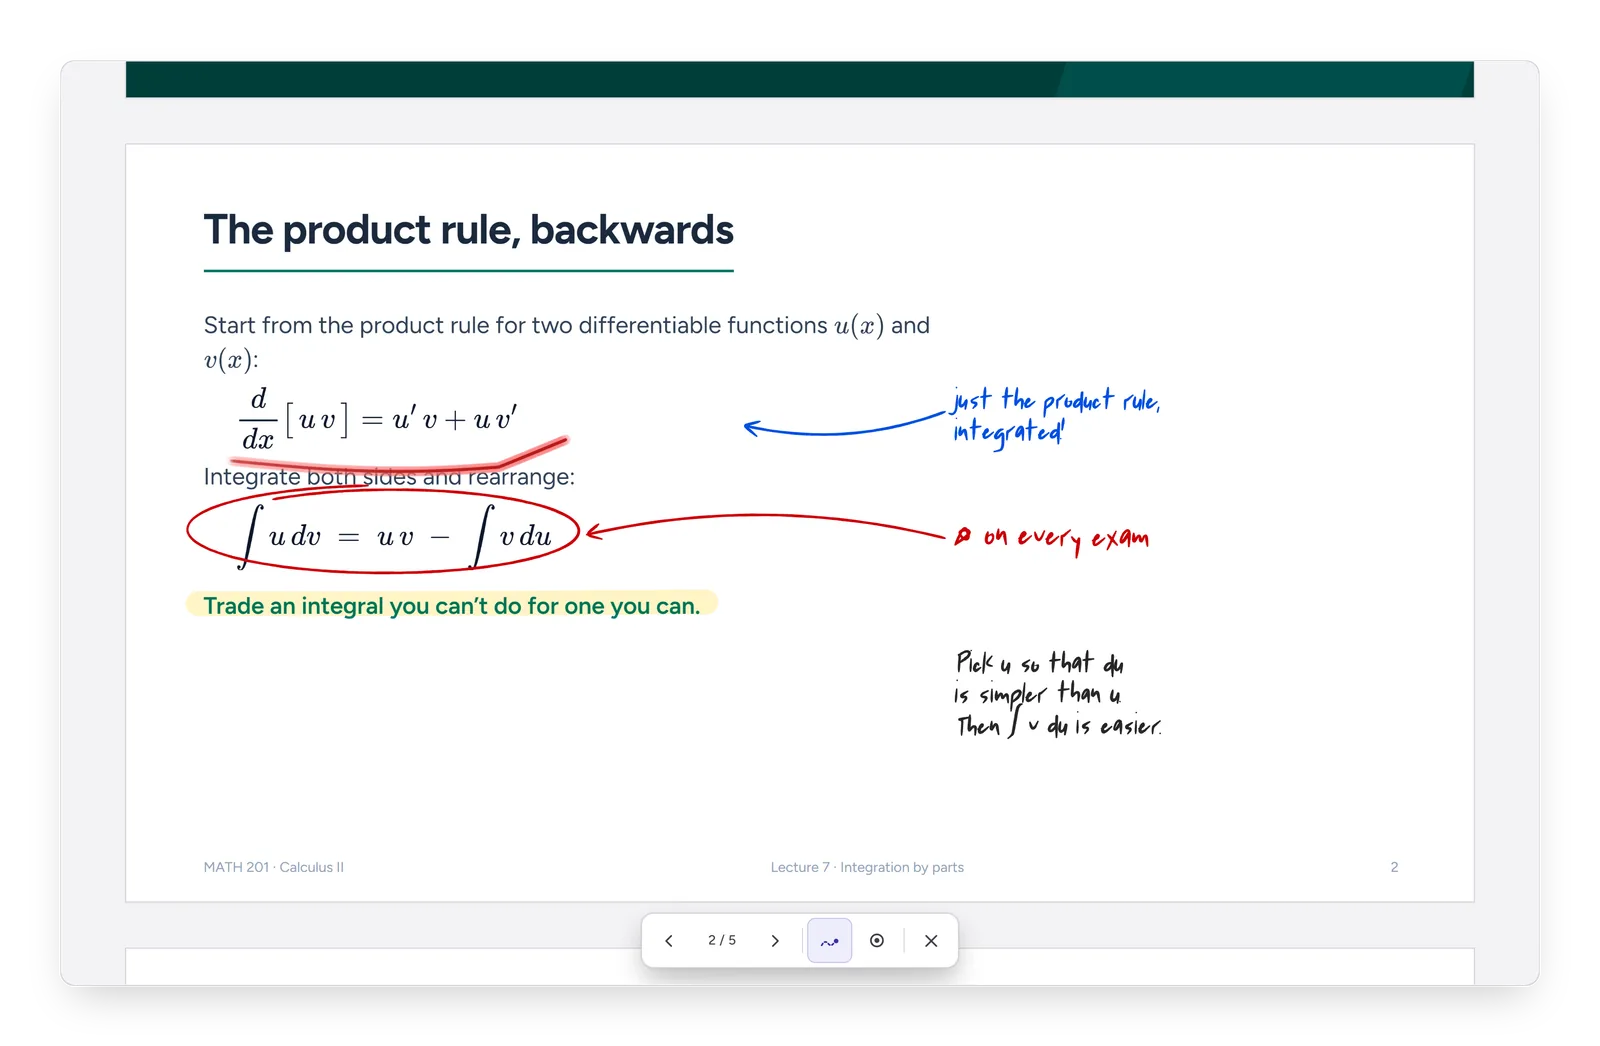 The product rule, backwards
Start from the product rule for two differentiable functions u(x) and
v(x):
d/dx [u v] = u′ v + u v′
just the product rule,
integrated!
Integrate both sides and rearrange:
∫ u dv = u v − ∫ v du
on every exam
Trade an integral you can’t do for one you can.
Pick u so that du
is simpler than u.
Then ∫ v du is easier.
MATH 201 · Calculus II
Lecture 7 · Integration by parts
2
2 / 5